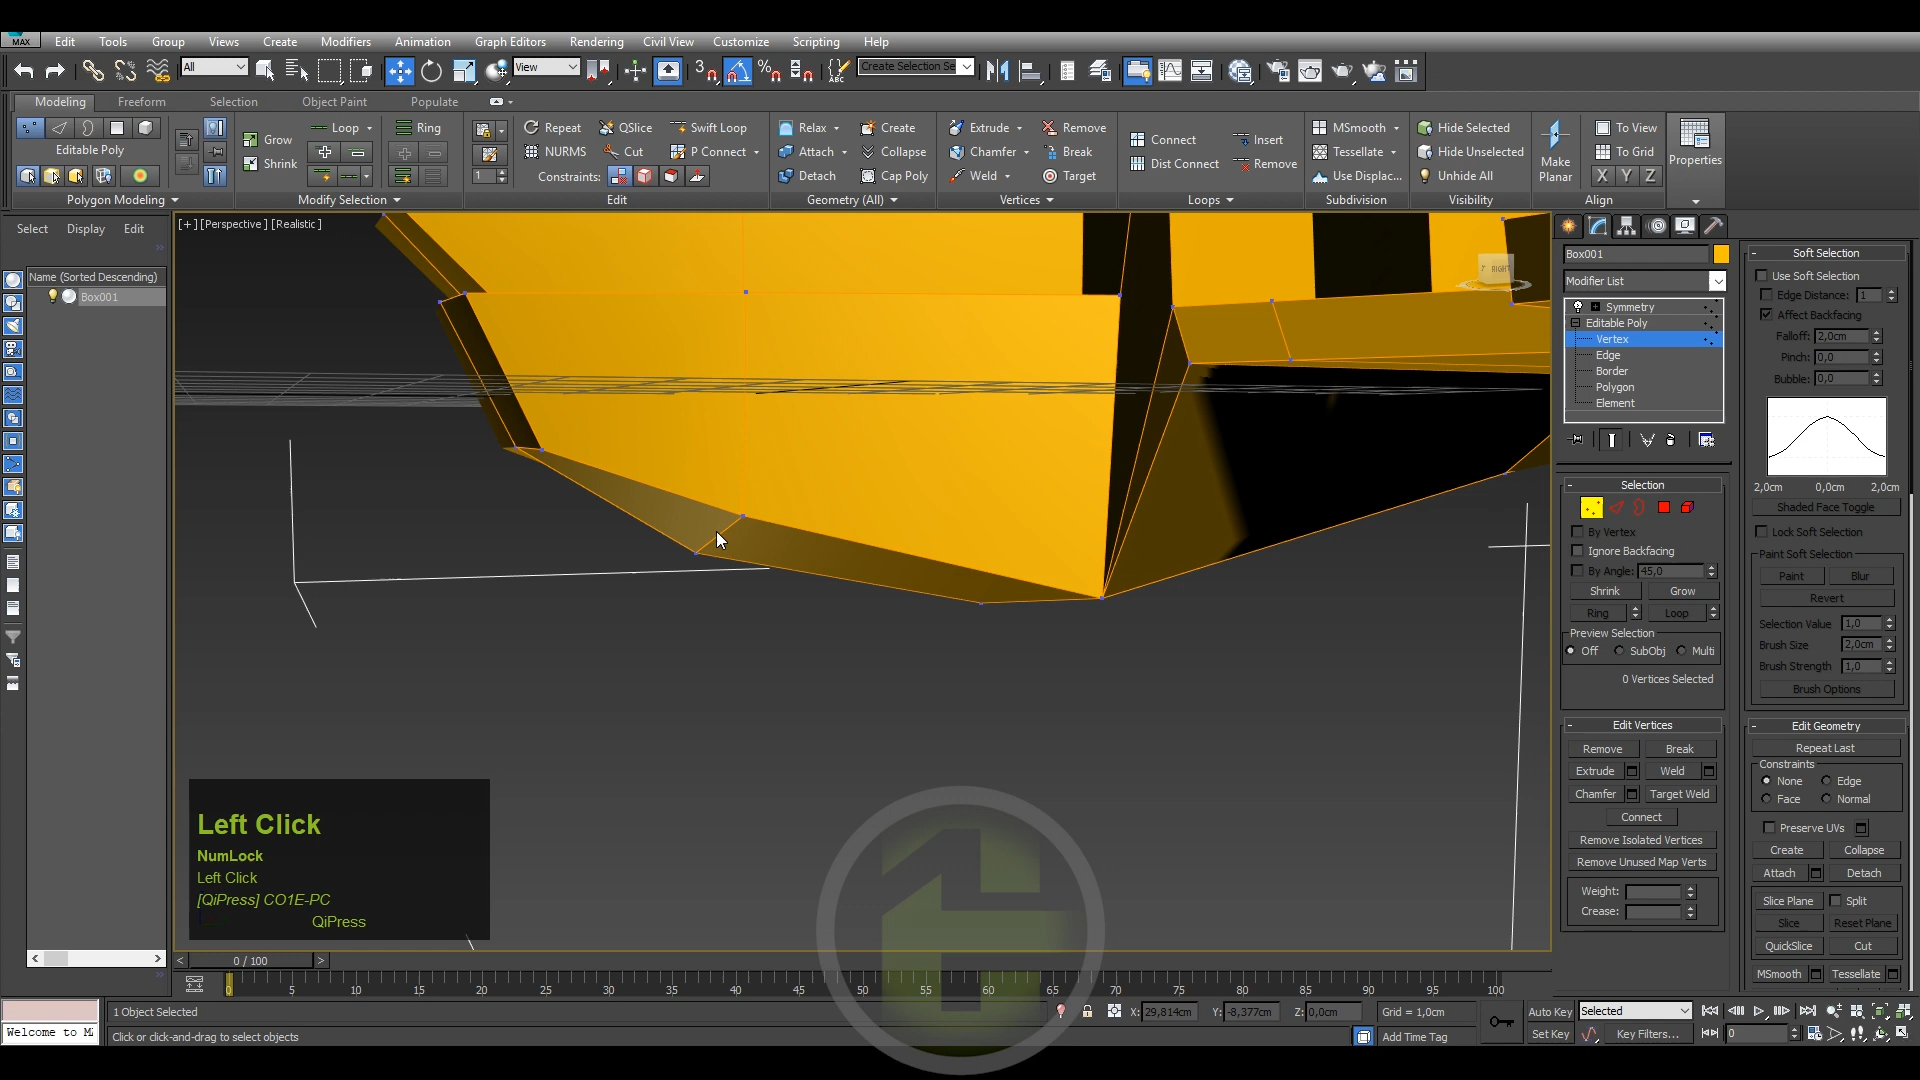 MAX
Edit Tools Group Views Create Modifiers Animation Graph Editors Rendering Civil View Customize Scripting Help
All View 3 ABC Create Selection Se
Modeling Freeform Selection Object Paint Populate
Grow Loop Ring Repeat QSlice Swift Loop Relax Create Extrude Remove Connect Insert MSmooth Hide Selected To View
Editable Poly Shrink NURMS Cut P Connect Attach Collapse Chamfer Break Dist Connect Remove Tessellate Hide Unselected Make Planar To Grid Properties
1 Constraints: Detach Cap Poly Weld Target Use Displac... Unhide All X Y Z
Polygon Modeling Modify Selection Edit Geometry (All) Vertices Loops Subdivision Visibility Align
Select Display Edit
Name (Sorted Descending)
Box001
[+] [Perspective ] [Realistic ]
RIGHT
Box001
Modifier List
Symmetry
Editable Poly
Vertex
Edge
Border
Polygon
Element
Selection
By Vertex
Ignore Backfacing
By Angle: 45,0
Shrink Grow
Ring Loop
Preview Selection
Off SubObj Multi
0 Vertices Selected
Edit Vertices
Remove Break
Extrude Weld
Chamfer Target Weld
Connect
Remove Isolated Vertices
Remove Unused Map Verts
Weight:
Crease:
Soft Selection
Use Soft Selection
Edge Distance: 1
Affect Backfacing
Falloff: 2,0cm
Pinch: 0,0
Bubble: 0,0
2,0cm 0,0cm 2,0cm
Shaded Face Toggle
Lock Soft Selection
Paint Soft Selection
Paint Blur
Revert
Selection Value 1,0
Brush Size 2,0cm
Brush Strength 1,0
Brush Options
Edit Geometry
Repeat Last
Constraints
None Edge
Face Normal
Preserve UVs
Create Collapse
Attach Detach
Slice Plane Split
Slice Reset Plane
QuickSlice Cut
MSmooth Tessellate
Left Click
NumLock
Left Click
[QiPress] CO1E-PC
QiPress
0 / 100
0 5 10 15 20 25 30 35 40 45 50 55 60 65 70 75 80 85 90 95 100
1 Object Selected X: 29,814cm Y: -8,377cm Z: 0,0cm Grid = 1,0cm Auto Key Selected
Welcome to Click or click-and-drag to select objects Add Time Tag Set Key Key Filters... 0